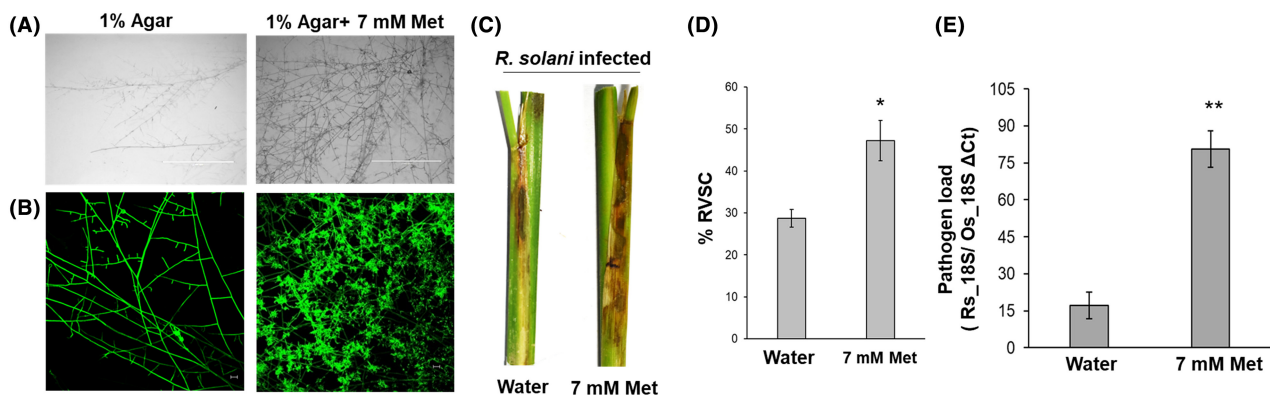 (A)
1% Agar
1% Agar+ 7 mM Met
(B)
(C)
R. solani infected
Water
7 mM Met
(D)
% RVSC
60
50
40
30
20
10
0
*
Water
7 mM Met
(E)
Pathogen load
( Rs_18S/ Os_18S ΔCt)
105
90
75
60
45
30
15
0
**
Water
7 mM Met